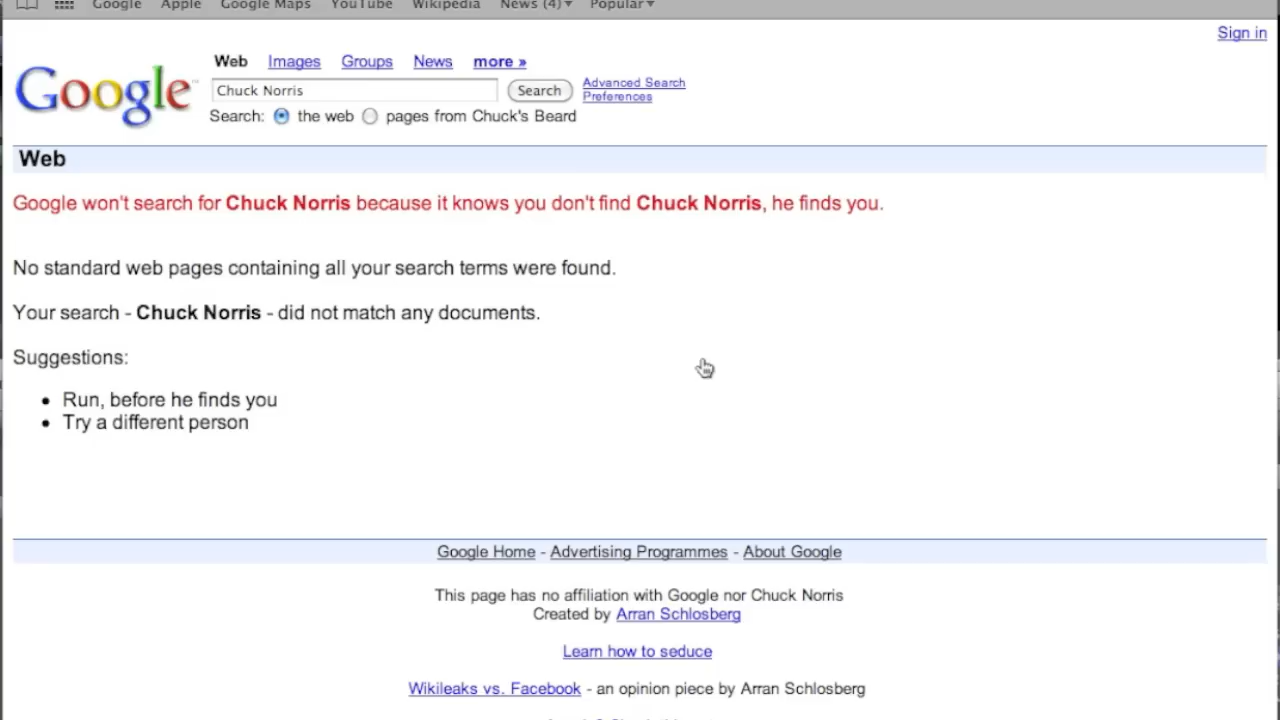 Google Apple Google Maps YouTube Wikipedia News (4) Popular
Sign in
Web Images Groups News more »
Google™
Chuck Norris Search Advanced Search
Preferences
Search: the web pages from Chuck's Beard
Web
Google won't search for Chuck Norris because it knows you don't find Chuck Norris, he finds you.
No standard web pages containing all your search terms were found.
Your search - Chuck Norris - did not match any documents.
Suggestions:
• Run, before he finds you
• Try a different person
Google Home - Advertising Programmes - About Google
This page has no affiliation with Google nor Chuck Norris
Created by Arran Schlosberg
Learn how to seduce
Wikileaks vs. Facebook - an opinion piece by Arran Schlosberg